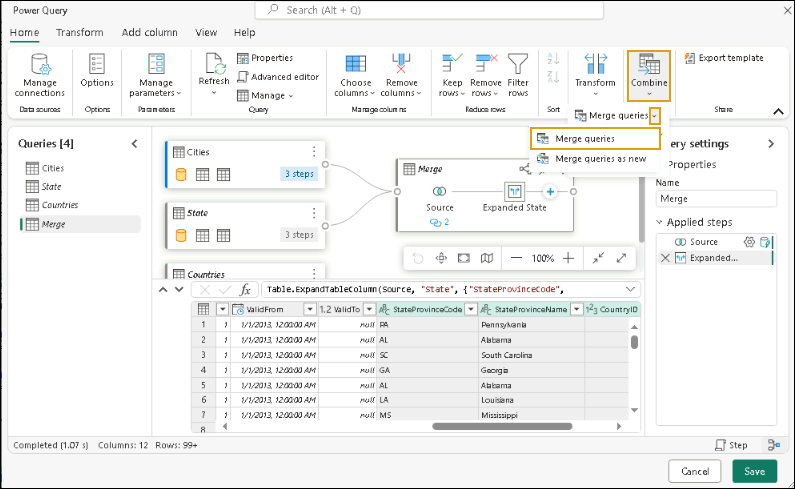 Power Query
Search (Alt + Q)
Home Transform Add column View Help
Manage connections
Options
Manage parameters
Refresh
Properties
Advanced editor
Manage
Choose columns
Remove columns
Keep rows
Remove rows
Filter rows
Transform
Combine
Export template
Data sources Options Parameters Query Manage columns Reduce rows Sort Share
Merge queries
Merge queries
Merge queries as new
Queries [4]
Cities
State
Countries
Merge
Cities
3 steps
State
3 steps
Countries
Merge
Source
2
Expanded State
100%
ery settings
Properties
Name
Merge
Applied steps
Source
Expanded...
fx Table.ExpandTableColumn(Source, "State", {"StateProvinceCode",
ValidFrom 1.2 ValidTo StateProvinceCode StateProvinceName 123 CountryID
1 1 1/1/2013, 12:00:00 AM null PA Pennsylvania
2 1 1/1/2013, 12:00:00 AM null AL Alabama
3 1 1/1/2013, 12:00:00 AM null SC South Carolina
4 1 1/1/2013, 12:00:00 AM null GA Georgia
5 1 1/1/2013, 12:00:00 AM null AL Alabama
6 1 1/1/2013, 12:00:00 AM null LA Louisiana
7 1 1/1/2013, 12:00:00 AM null MS Mississippi
8
Completed (1.07 s) Columns: 12 Rows: 99+
Step
Cancel
Save